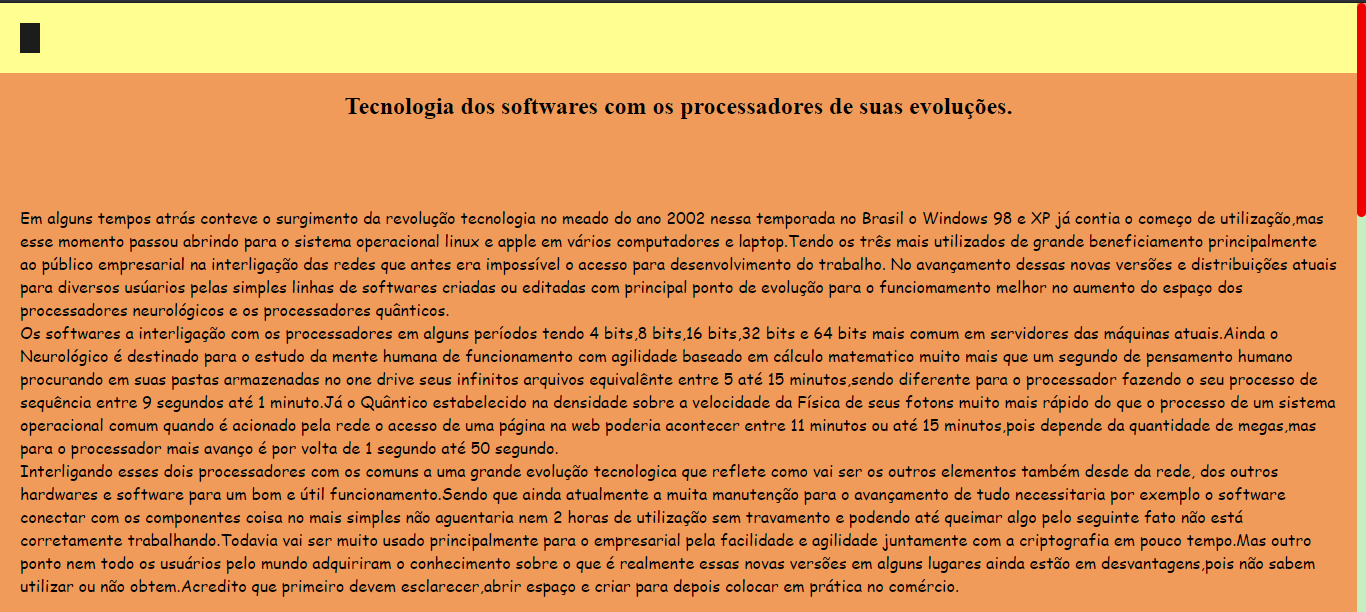 Tecnologia dos softwares com os processadores de suas evoluções.
Em alguns tempos atrás conteve o surgimento da revolução tecnologia no meado do ano 2002 nessa temporada no Brasil o Windows 98 e XP já contia o começo de utilização,mas
esse momento passou abrindo para o sistema operacional linux e apple em vários computadores e laptop.Tendo os três mais utilizados de grande beneficiamento principalmente
ao público empresarial na interligação das redes que antes era impossível o acesso para desenvolvimento do trabalho. No avançamento dessas novas versões e distribuições atuais
para diversos usúarios pelas simples linhas de softwares criadas ou editadas com principal ponto de evolução para o funciomamento melhor no aumento do espaço dos
processadores neurológicos e os processadores quânticos.
Os softwares a interligação com os processadores em alguns períodos tendo 4 bits,8 bits,16 bits,32 bits e 64 bits mais comum em servidores das máquinas atuais.Ainda o
Neurológico é destinado para o estudo da mente humana de funcionamento com agilidade baseado em cálculo matematico muito mais que um segundo de pensamento humano
procurando em suas pastas armazenadas no one drive seus infinitos arquivos equivalênte entre 5 até 15 minutos,sendo diferente para o processador fazendo o seu processo de
sequência entre 9 segundos até 1 minuto.Já o Quântico estabelecido na densidade sobre a velocidade da Física de seus fotons muito mais rápido do que o processo de um sistema
operacional comum quando é acionado pela rede o acesso de uma página na web poderia acontecer entre 11 minutos ou até 15 minutos,pois depende da quantidade de megas,mas
para o processador mais avanço é por volta de 1 segundo até 50 segundo.
Interligando esses dois processadores com os comuns a uma grande evolução tecnologica que reflete como vai ser os outros elementos também desde da rede, dos outros
hardwares e software para um bom e útil funcionamento.Sendo que ainda atualmente a muita manutenção para o avançamento de tudo necessitaria por exemplo o software
conectar com os componentes coisa no mais simples não aguentaria nem 2 horas de utilização sem travamento e podendo até queimar algo pelo seguinte fato não está
corretamente trabalhando.Todavia vai ser muito usado principalmente para o empresarial pela facilidade e agilidade juntamente com a criptografia em pouco tempo.Mas outro
ponto nem todo os usuários pelo mundo adquiriram o conhecimento sobre o que é realmente essas novas versões em alguns lugares ainda estão em desvantagens,pois não sabem
utilizar ou não obtem.Acredito que primeiro devem esclarecer,abrir espaço e criar para depois colocar em prática no comércio.